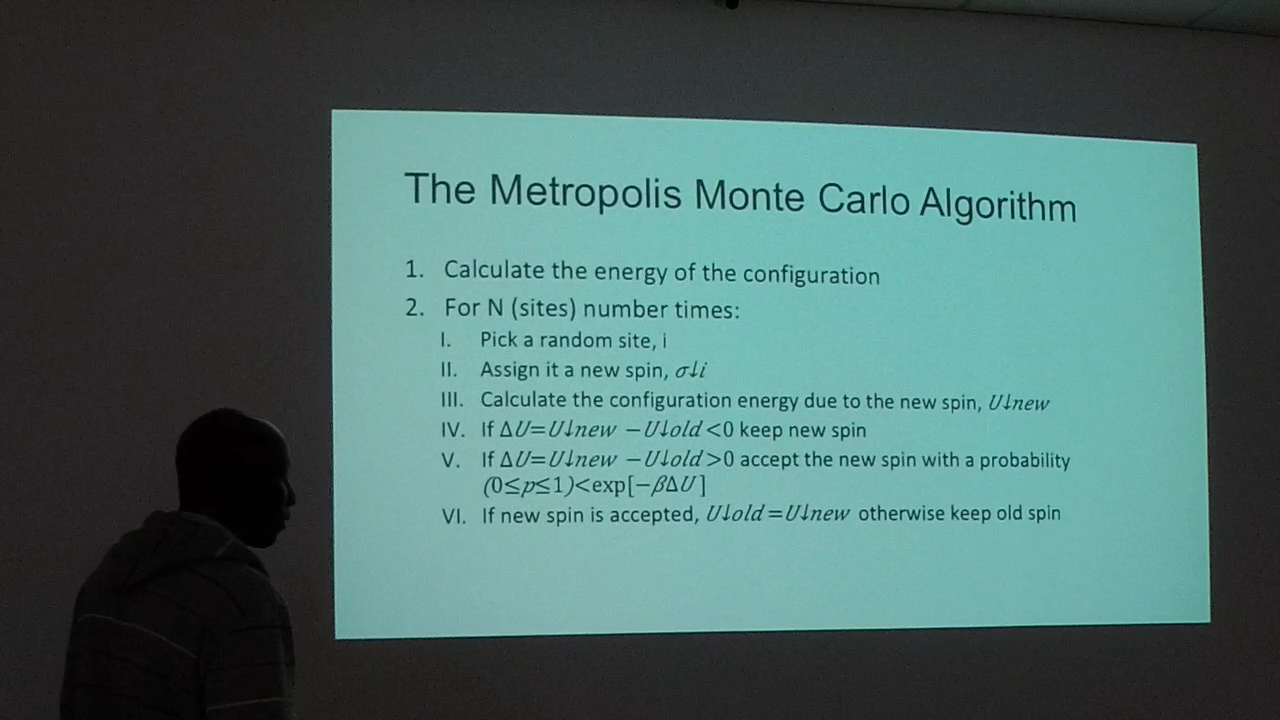 The Metropolis Monte Carlo Algorithm
1. Calculate the energy of the configuration
2. For N (sites) number times:
I. Pick a random site, i
II. Assign it a new spin, σ↓i
III. Calculate the configuration energy due to the new spin, U↓new
IV. If ΔU=U↓new −U↓old<0 keep new spin
V. If ΔU=U↓new −U↓old>0 accept the new spin with a probability
(0≤p≤1)<exp[−βΔU]
VI. If new spin is accepted, U↓old=U↓new otherwise keep old spin